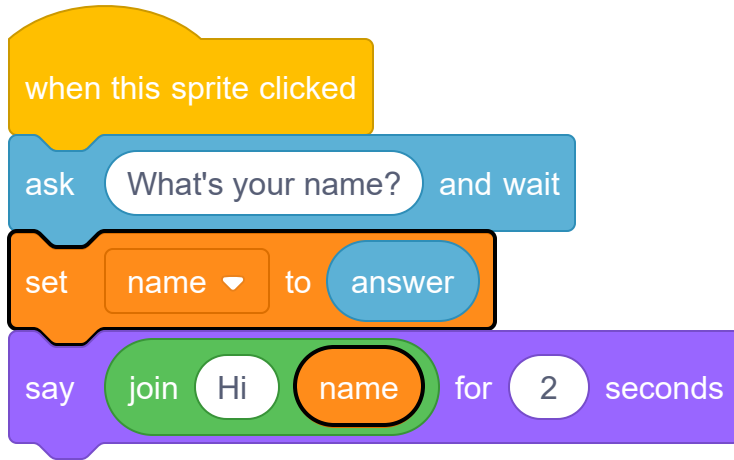 when this sprite clicked
ask What's your name? and wait
set name to answer
say join Hi name for 2 seconds